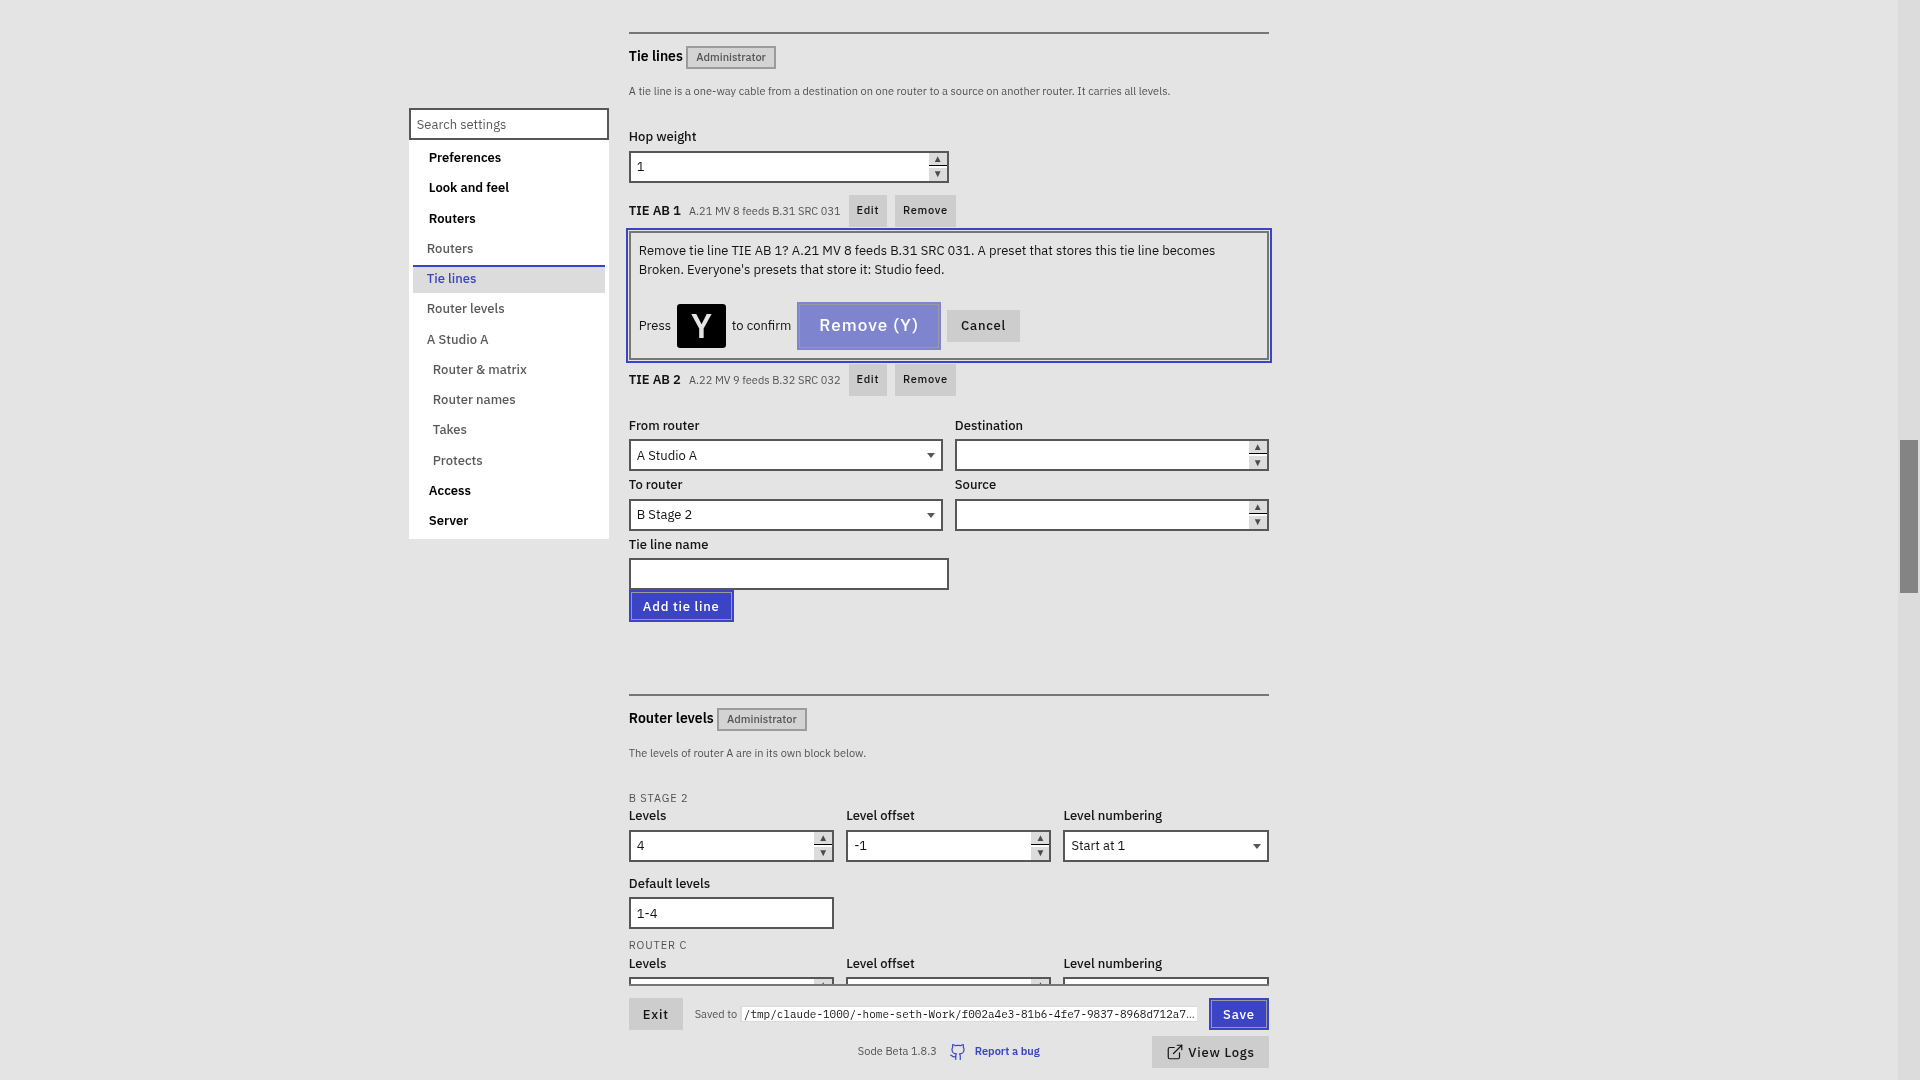 Tie lines Administrator
A tie line is a one-way cable from a destination on one router to a source on another router. It carries all levels.
Search settings
Preferences
Look and feel
Routers
Routers
Tie lines
Router levels
A Studio A
Router & matrix
Router names
Takes
Protects
Access
Server
Hop weight
1
TIE AB 1 A.21 MV 8 feeds B.31 SRC 031 Edit Remove
Remove tie line TIE AB 1? A.21 MV 8 feeds B.31 SRC 031. A preset that stores this tie line becomes
Broken. Everyone's presets that store it: Studio feed.
Press Y to confirm Remove (Y) Cancel
TIE AB 2 A.22 MV 9 feeds B.32 SRC 032 Edit Remove
From router Destination
A Studio A
To router Source
B Stage 2
Tie line name
Add tie line
Router levels Administrator
The levels of router A are in its own block below.
B STAGE 2
Levels Level offset Level numbering
4 -1 Start at 1
Default levels
1-4
ROUTER C
Levels Level offset Level numbering
Exit Saved to /tmp/claude-1000/-home-seth-Work/f002a4e3-81b6-4fe7-9837-8968d712a7... Save
Sode Beta 1.8.3 Report a bug View Logs